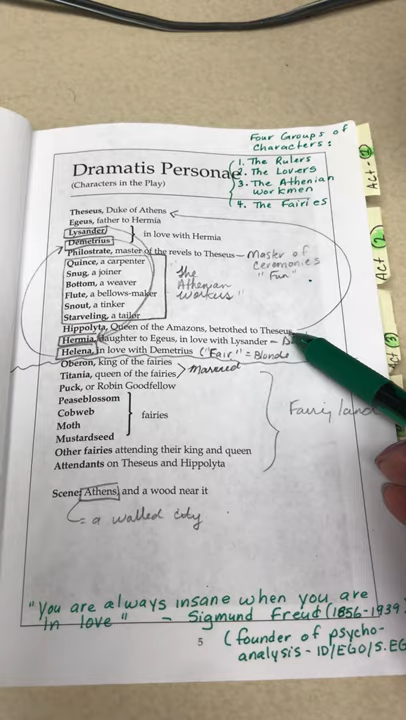 Four Groups of
Characters:
1. The Rulers
2. The Lovers
3. The Athenian
workmen
4. The Fairies
Act
Act
Act
Dramatis Personae
(Characters in the Play)
Theseus, Duke of Athens
Egeus, father to Hermia
Lysander
Demetrius
in love with Hermia
Philostrate, master of the revels to Theseus — Master of
Ceremonies
"Fun"
Quince, a carpenter
Snug, a joiner
Bottom, a weaver
Flute, a bellows-maker
Snout, a tinker
Starveling, a tailor
The
Athenian
Workers"
Hippolyta, Queen of the Amazons, betrothed to Theseus
Hermia, daughter to Egeus, in love with Lysander –
Helena, in love with Demetrius ("Fair" = Blonde
Oberon, king of the fairies
Titania, queen of the fairies
married
Puck, or Robin Goodfellow
Peaseblossom
Cobweb
Moth
Mustardseed
fairies
Fairyland
Other fairies attending their king and queen
Attendants on Theseus and Hippolyta
Scene: Athens, and a wood near it
= a walled city
"You are always insane when you are
in love" - Sigmund Freud (1856-1939
(founder of psycho-
analysis - ID/EGO/S.EG
5